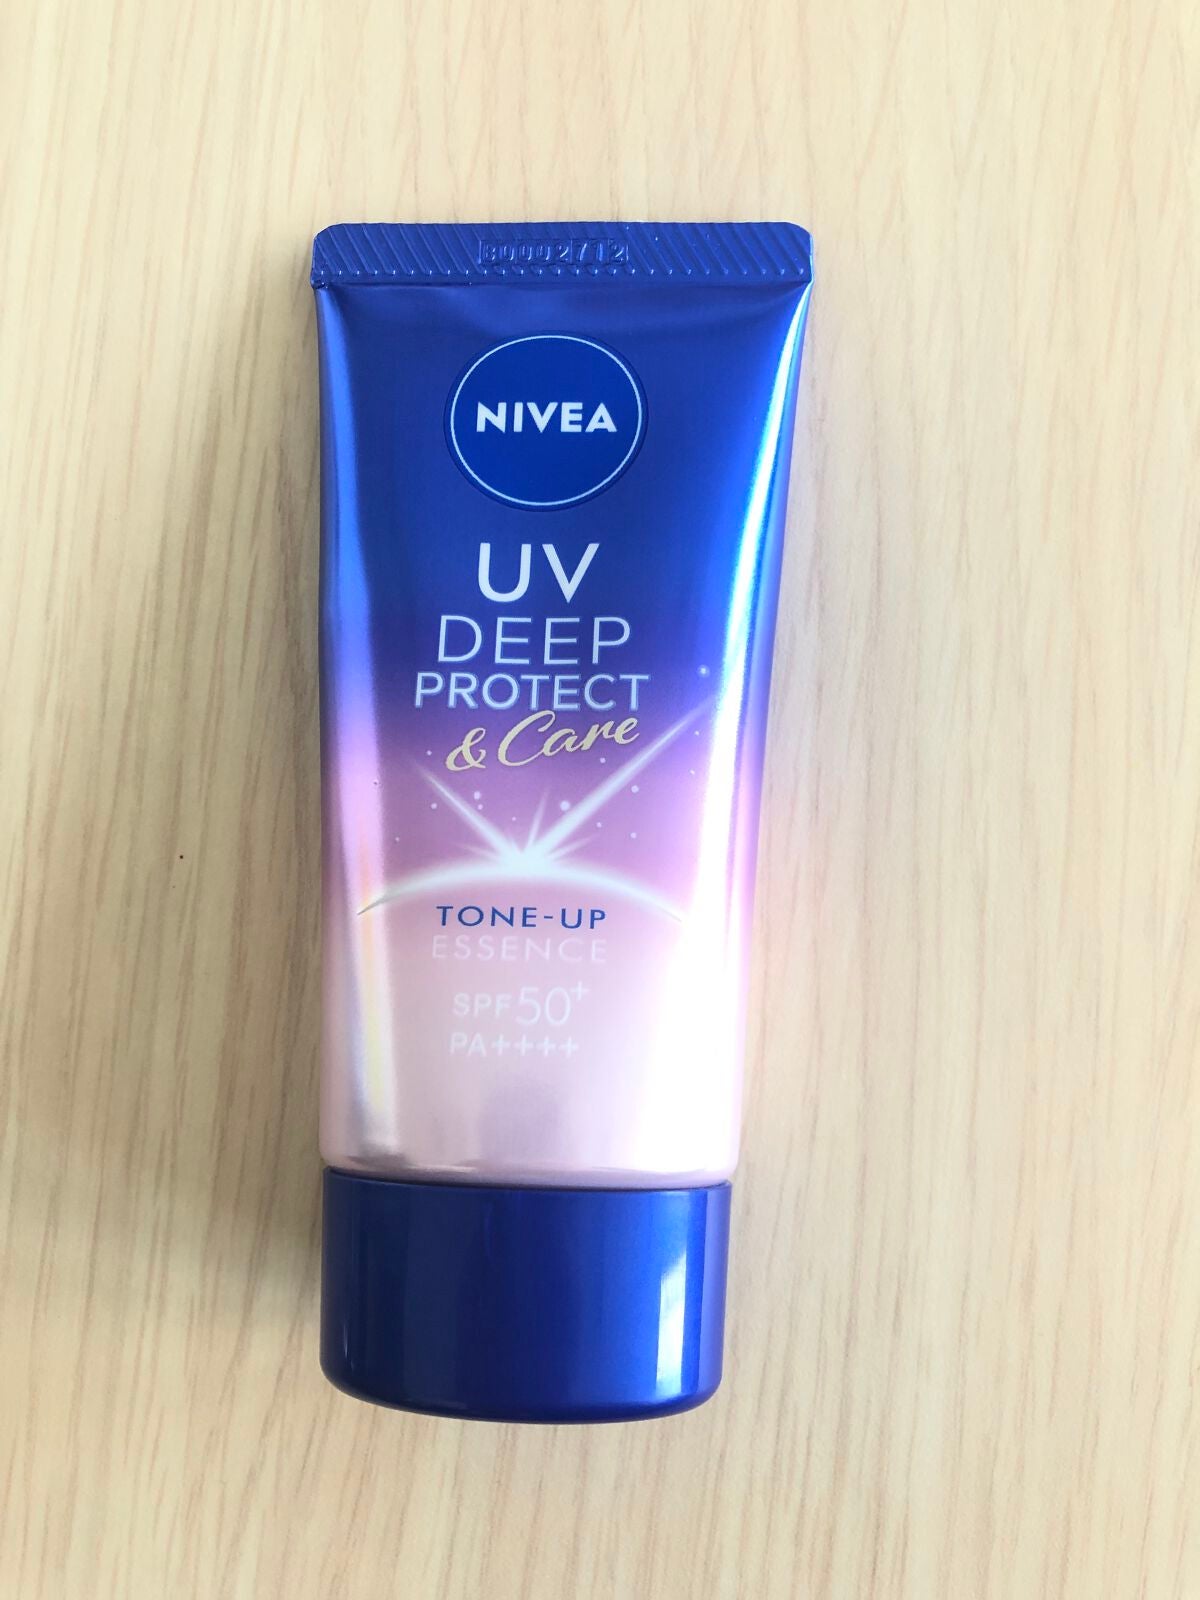 B0002712
NIVEA
UV
DEEP
PROTECT
& Care
TONE-UP
ESSENCE
SPF50+
PA++++